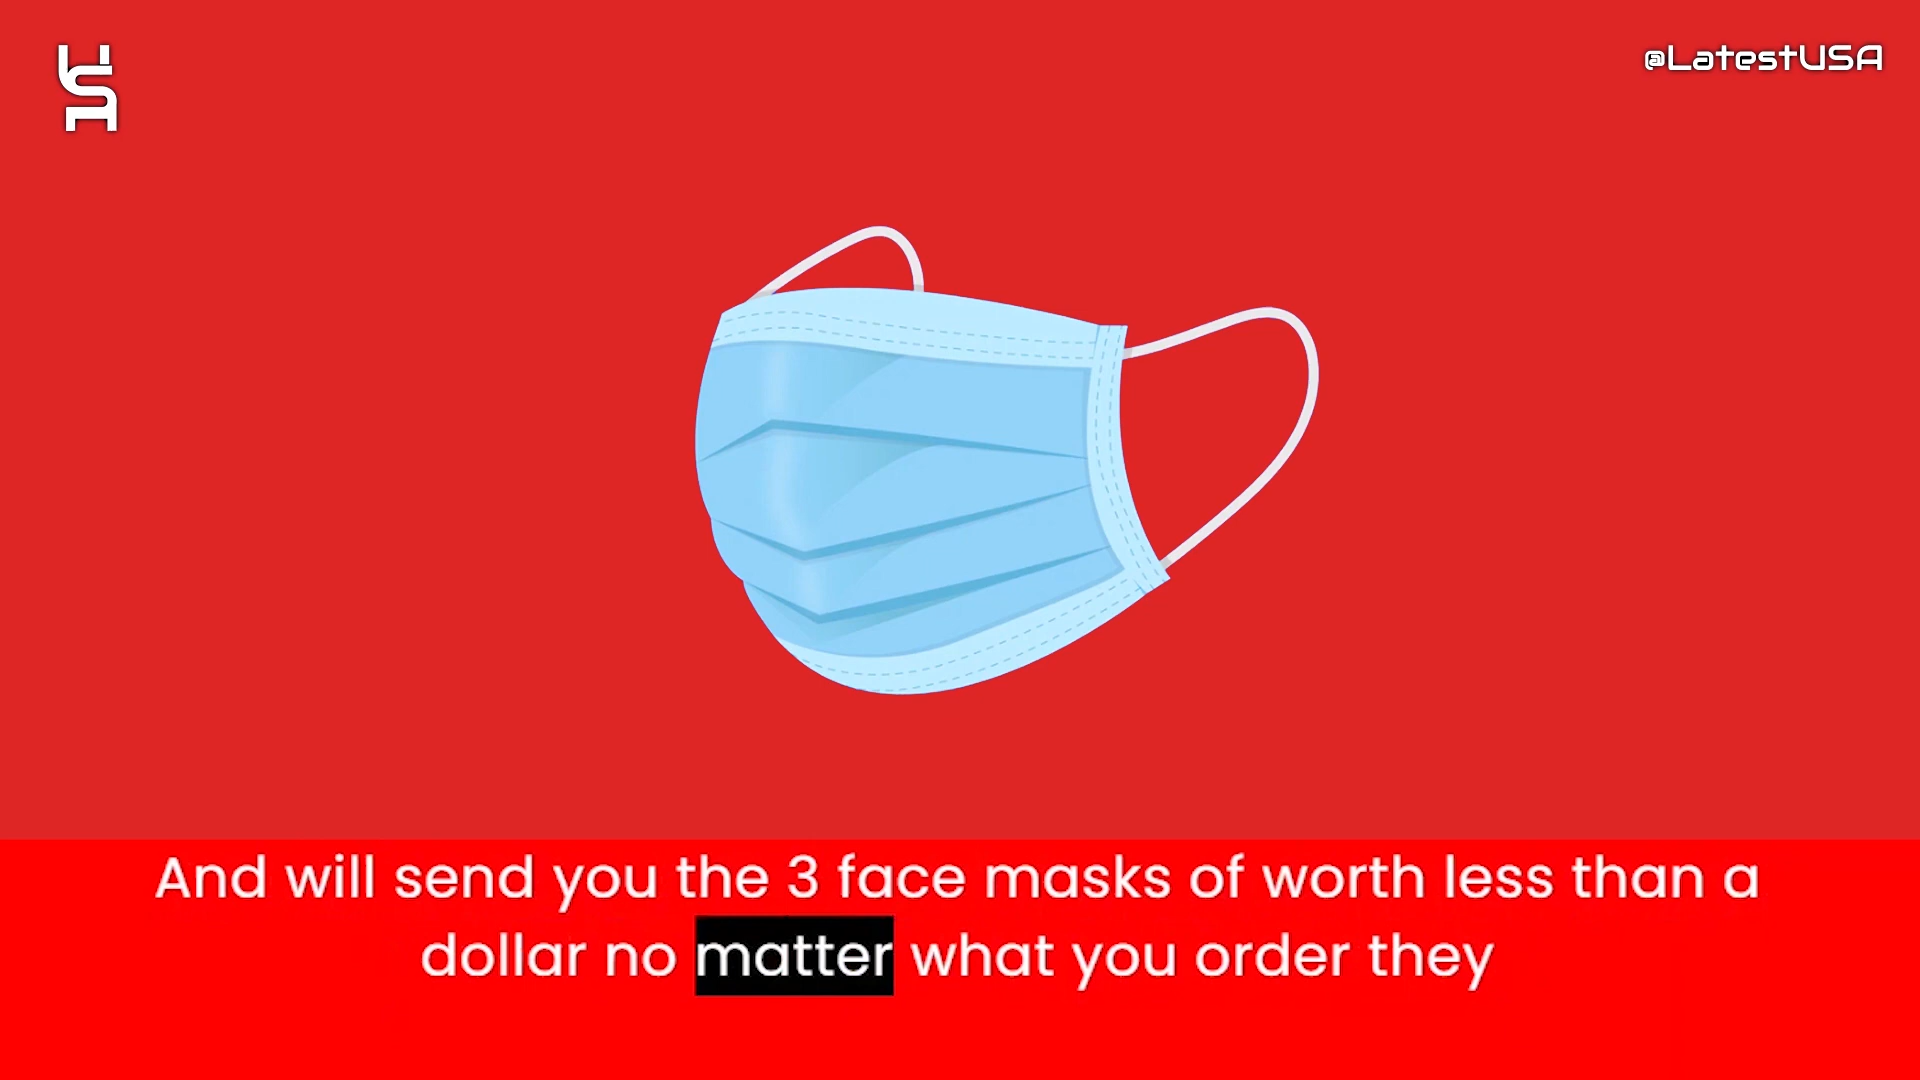 USA
@LatestUSA
And will send you the 3 face masks of worth less than a
dollar no matter what you order they